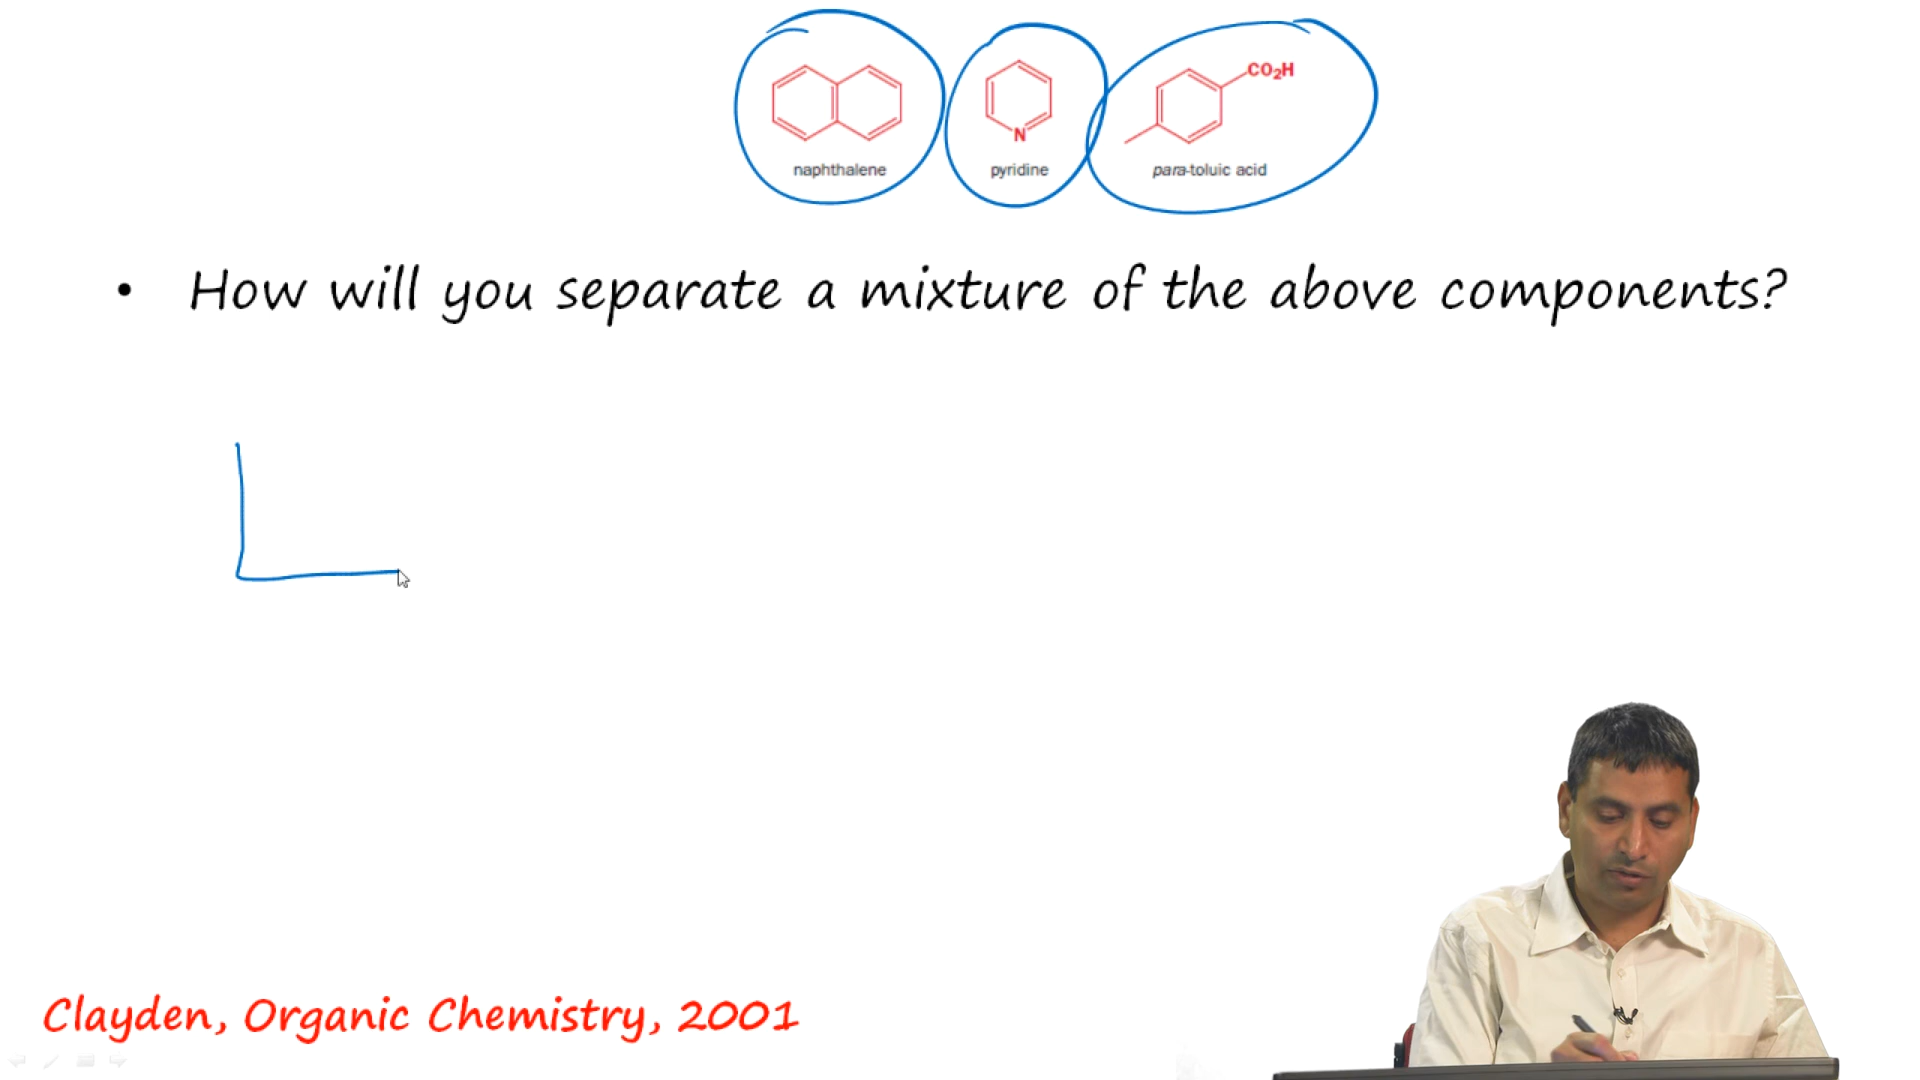 CO₂H
N
naphthalene pyridine para-toluic acid
• How will you separate a mixture of the above components?
Clayden, Organic Chemistry, 2001